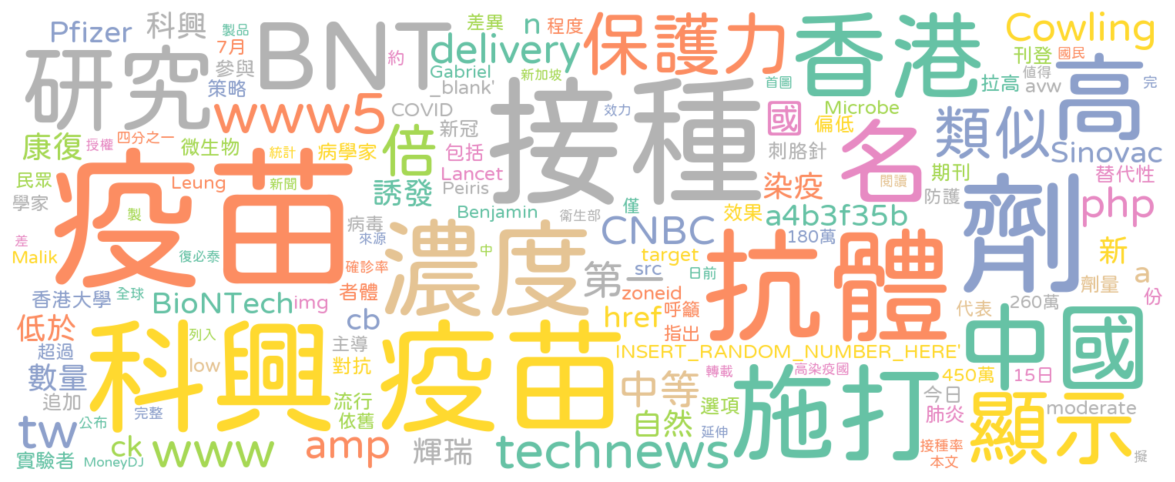 Pfizer
科興
製品
7月
參與
策略
研究
BNT
約
Gabriel
_blank'
差異
n
程度
新加坡
delivery
保護力
首圖
香港
Cowling
刊登
國民
值得
拉高
avw
完
高
www5
COVID
新冠
效力
接種
國
Microbe
偏低
名
類似
Sinovac
康復
授權
四分之一
微生物
統計
病學家
倍
包括
Lancet
刺胳針
期刊
替代性
民眾
學家
Leung
新聞
誘發
Peiris
染疫
閱讀
防護
php
疫苗
病毒
Benjamin
衛生部
僅
效果
a4b3f35b
劑
差
Malik
製
復必泰
來源
濃度
中
CNBC
180萬
抗體
新
確診率
第一
target
src
日前
劑量
a
香港大學
全球
BioNTech
img
者體
zoneid
呼籲
代表
260萬
份
低於
列入
cb
href
指出
中國
超過
科興
疫苗
主導
INSERT_RANDOM_NUMBER_HERE'
數量
low
對抗
中等
轉載
高染疫國
450萬
15日
追加
流行
選項
施打
今日
肺炎
顯示
moderate
tw
公布
完整
依舊
自然
延伸
ck
www
amp
輝瑞
technews
接種率
實驗者
MoneyDJ
本文
擬